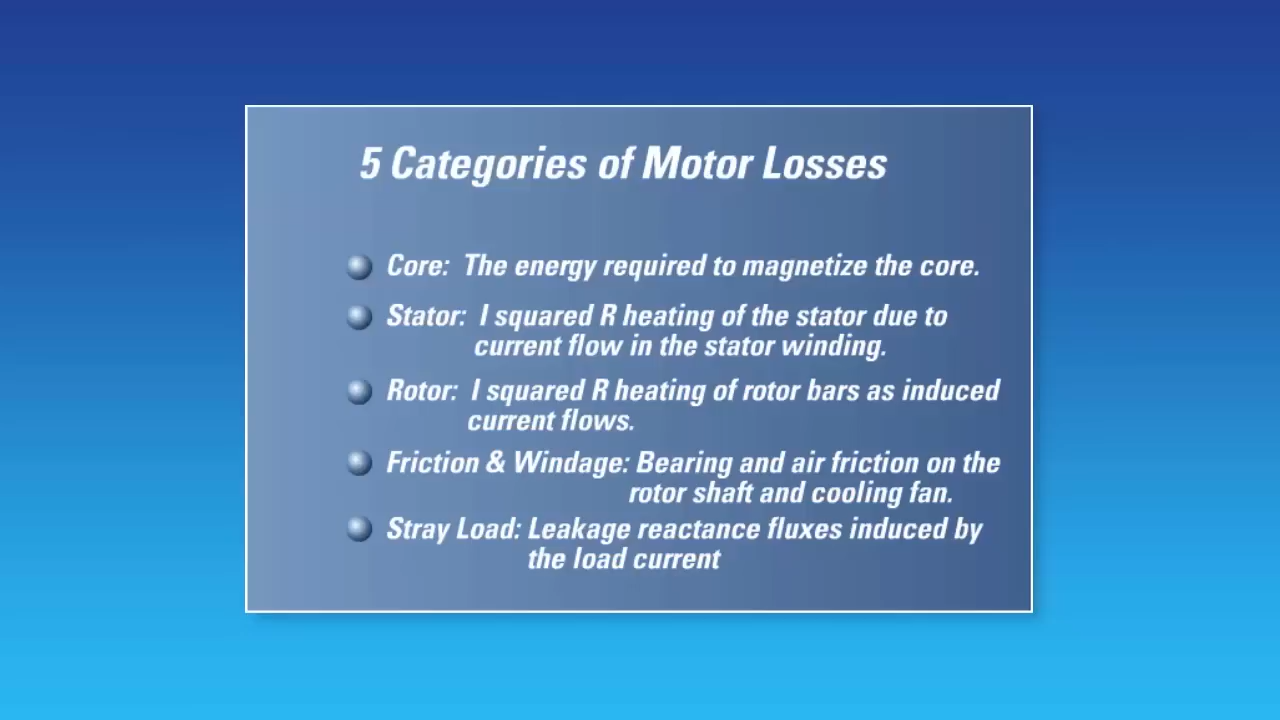 5 Categories of Motor Losses
Core: The energy required to magnetize the core.
Stator: I squared R heating of the stator due to
current flow in the stator winding.
Rotor: I squared R heating of rotor bars as induced
current flows.
Friction & Windage: Bearing and air friction on the
rotor shaft and cooling fan.
Stray Load: Leakage reactance fluxes induced by
the load current